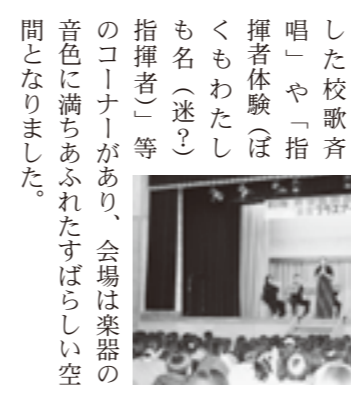 した校歌斉
唱」や「指
揮者体験（ぼ
くもわたし
も名（迷？）
指揮者）」等
のコーナーがあり、会場は楽器の
音色に満ちあふれたすばらしい空
間となりました。